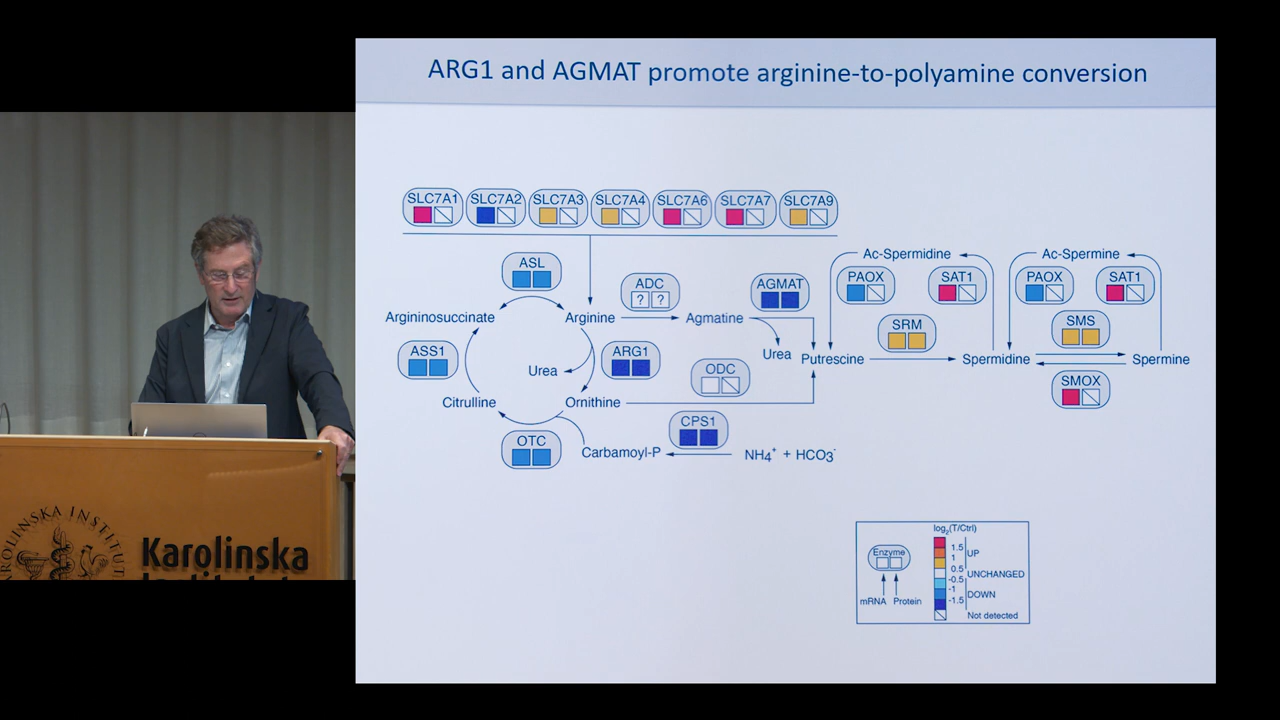 ARG1 and AGMAT promote arginine-to-polyamine conversion
SLC7A1 SLC7A2 SLC7A3 SLC7A4 SLC7A6 SLC7A7 SLC7A9
Ac-Spermidine Ac-Spermine
ASL
PAOX SAT1 PAOX SAT1
ADC AGMAT
? ?
Argininosuccinate Arginine Agmatine
SRM SMS
ASS1 ARG1
Urea Putrescine Spermidine Spermine
Urea
ODC
SMOX
Citrulline Ornithine
CPS1
OTC
Carbamoyl-P NH4+ + HCO3-
log2(T/Ctrl)
Enzyme
mRNA Protein
1.5
1
0.5
-0.5
-1
-1.5
UP
UNCHANGED
DOWN
Not detected
KAROLINSKA INSTITUT
Karolinska